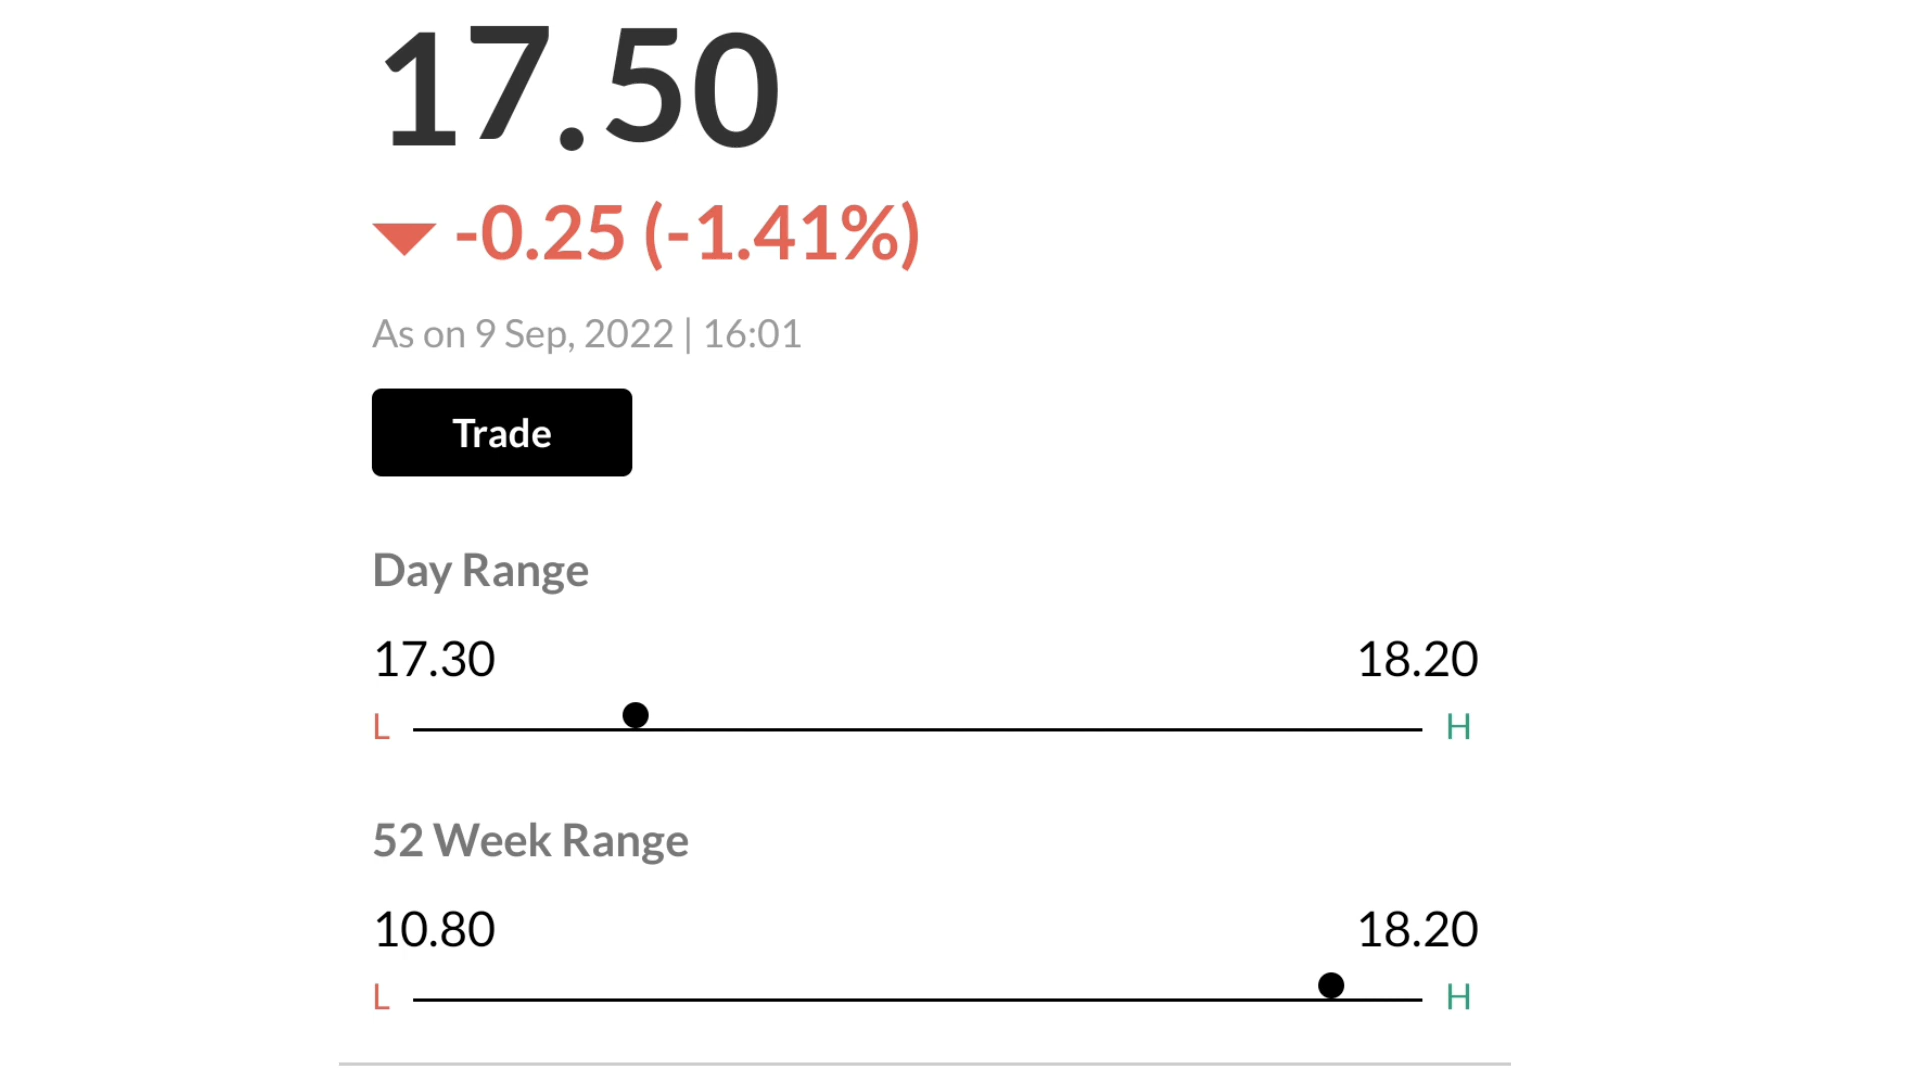 17.50
-0.25 (-1.41%)
As on 9 Sep, 2022 | 16:01
Trade
Day Range
17.30 18.20
L H
52 Week Range
10.80 18.20
L H